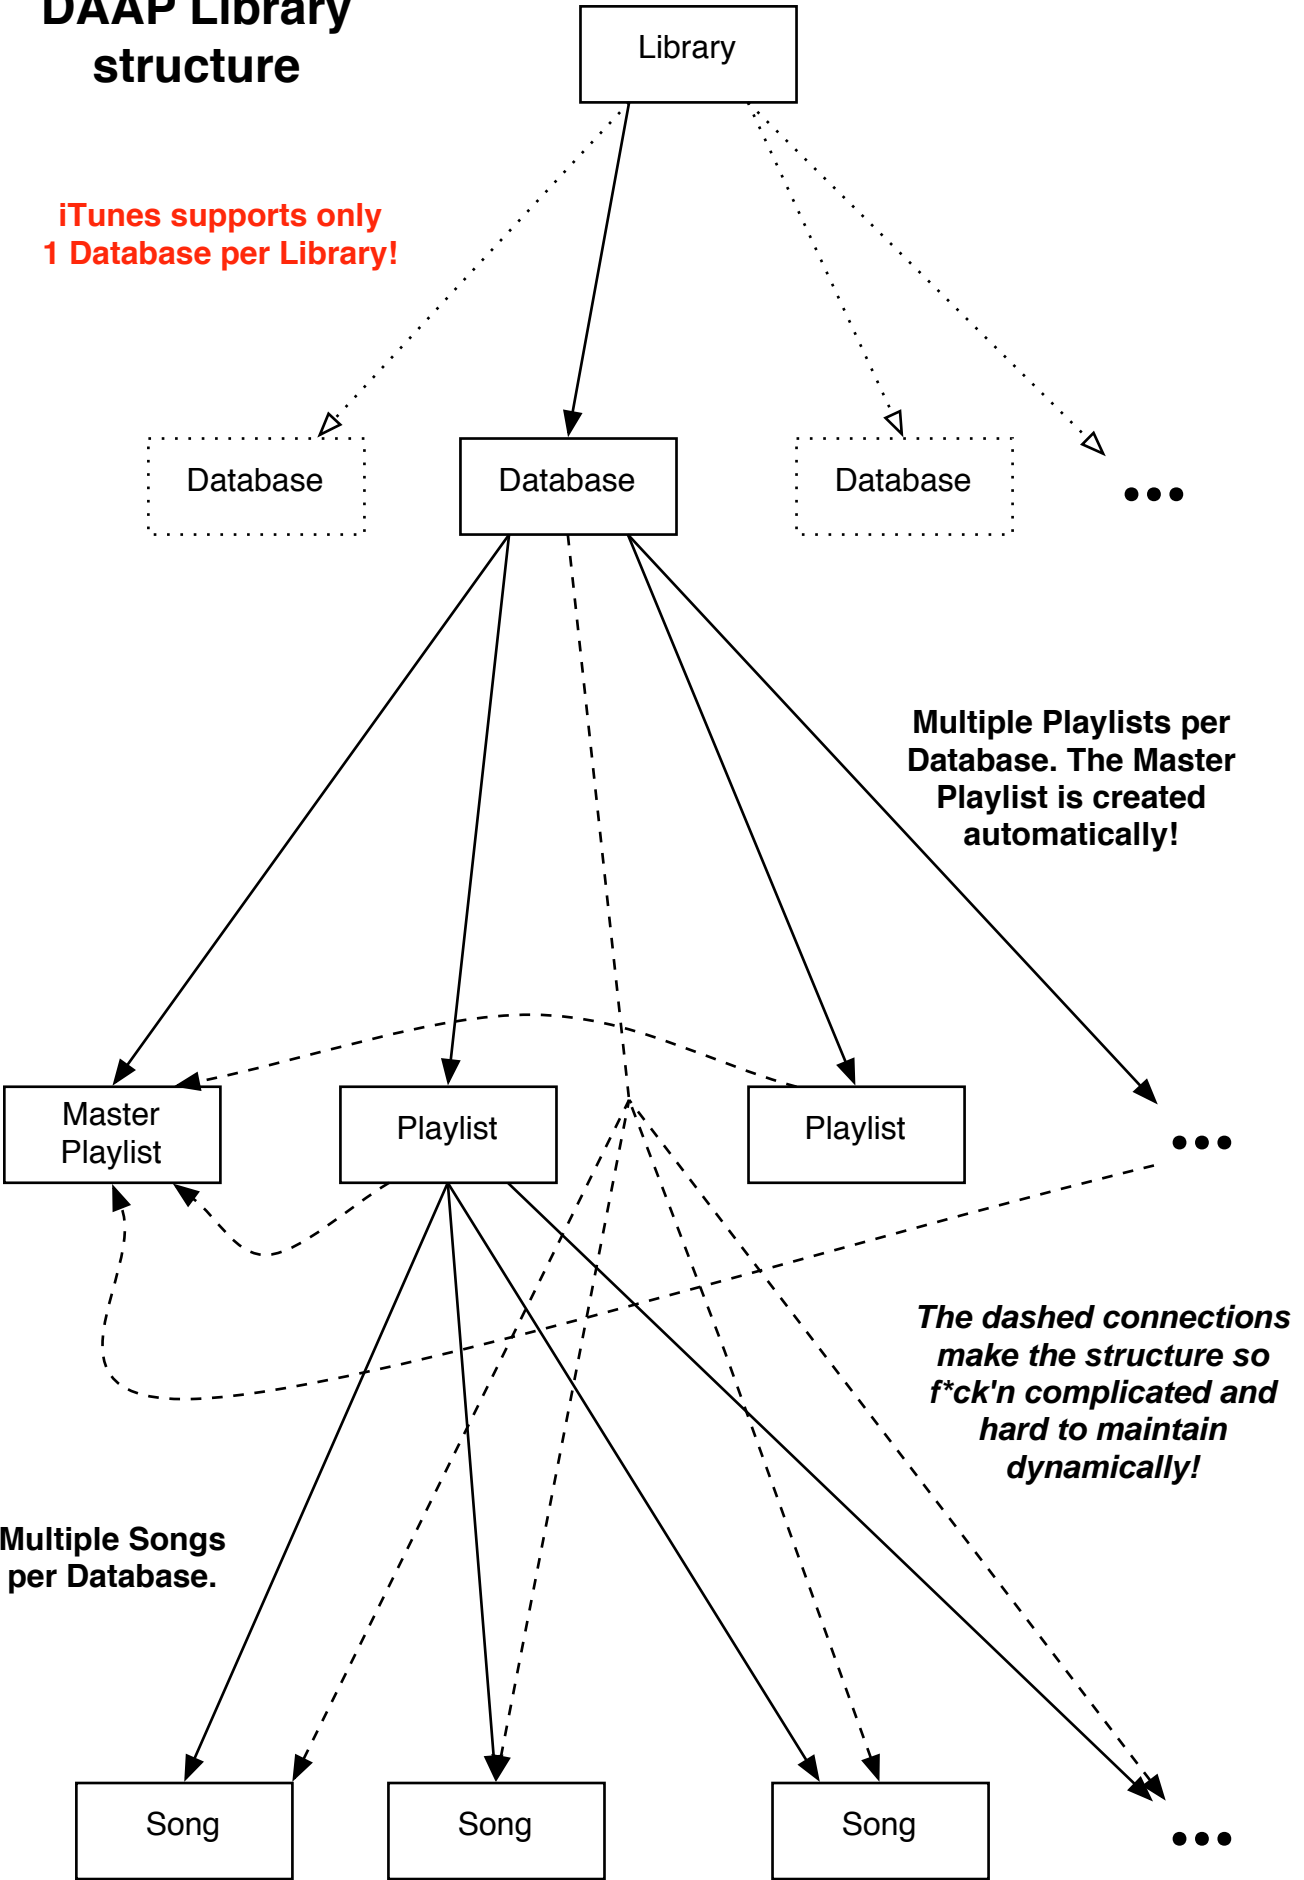 DAAP Library
structure
Library
iTunes supports only
1 Database per Library!
Database
Database
Database
•••
Multiple Playlists per
Database. The Master
Playlist is created
automatically!
Master
Playlist
Playlist
Playlist
•••
The dashed connections
make the structure so
f*ck'n complicated and
hard to maintain
dynamically!
Multiple Songs
per Database.
Song
Song
Song
•••